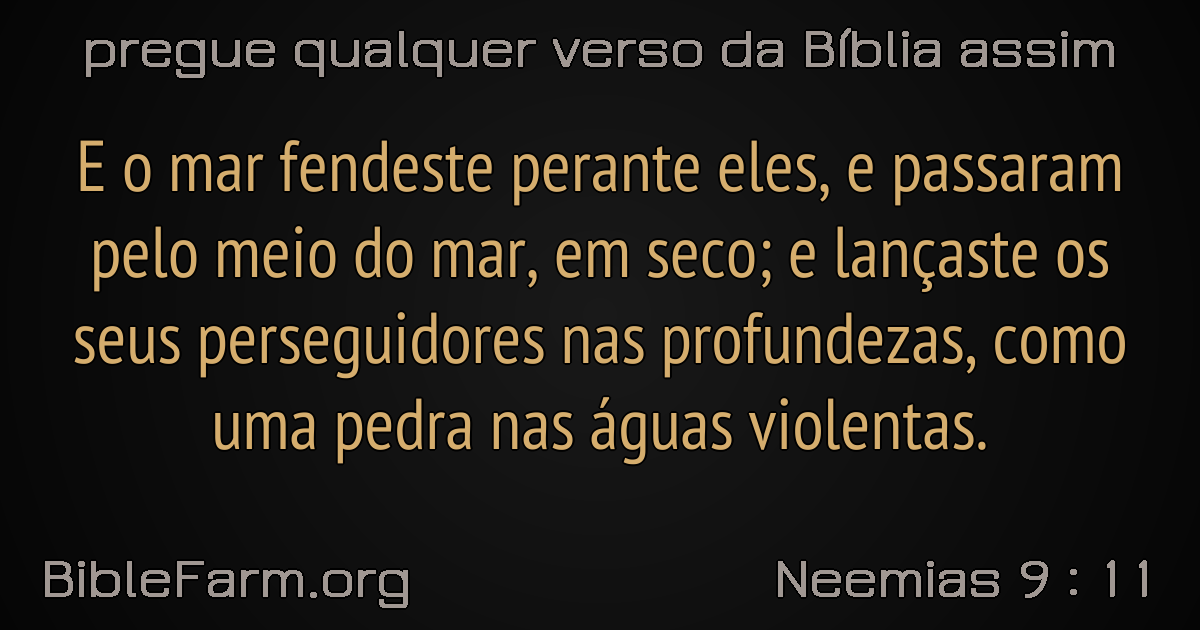 pregue qualquer verso da Bíblia assim
E o mar fendeste perante eles, e passaram
pelo meio do mar, em seco; e lançaste os
seus perseguidores nas profundezas, como
uma pedra nas águas violentas.
BibleFarm.org
Neemias 9 : 11